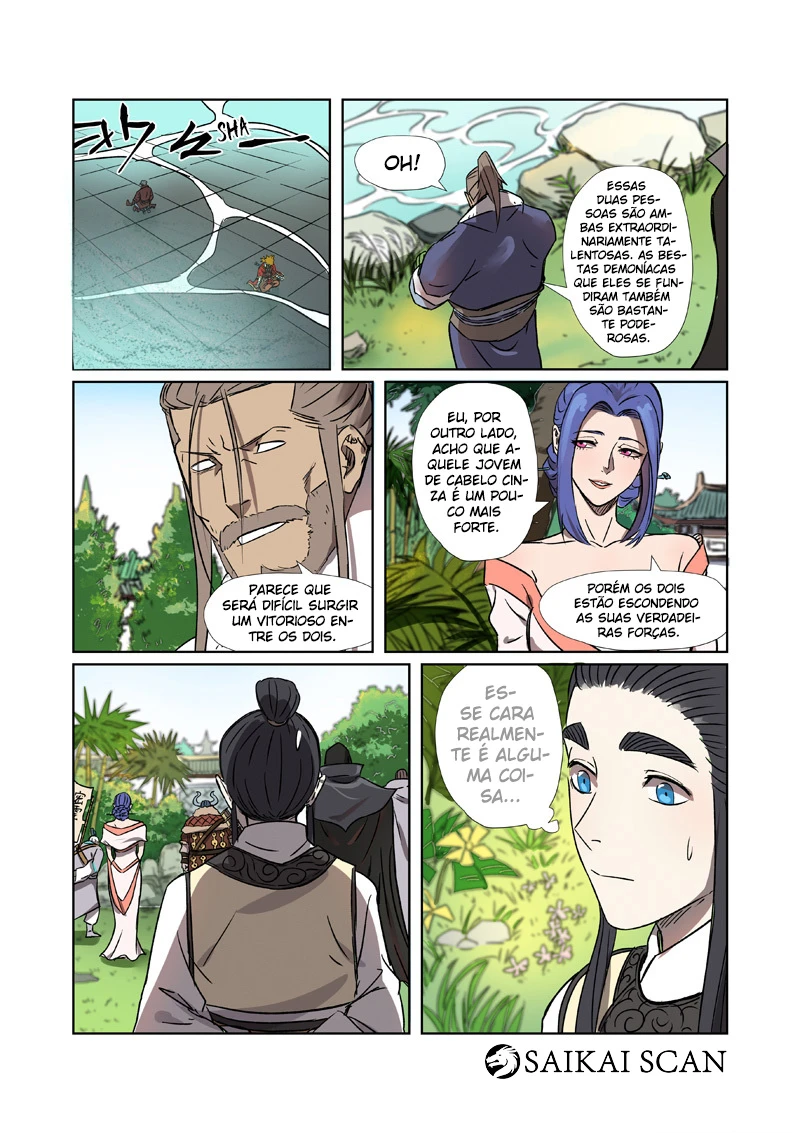 SHA
OH!
ESSAS
DUAS PES-
SOAS SÃO AM-
BAS EXTRAORDI-
NARIAMENTE TA-
LENTOSAS. AS BES-
TAS DEMONÍACAS
QUE ELES SE FUN-
DIRAM TAMBÉM
SÃO BASTAN-
TE PODE-
ROSAS.
PARECE QUE
SERÁ DIFÍCIL SURGIR
UM VITORIOSO EN-
TRE OS DOIS.
EU, POR
OUTRO LADO,
ACHO QUE A-
QUELE JOVEM
DE CABELO CIN-
ZA É UM POU-
CO MAIS
FORTE.
PORÉM OS DOIS
ESTÃO ESCONDENDO
AS SUAS VERDADEI-
RAS FORÇAS.
ES-
SE CARA
REALMEN-
TE É ALGU-
MA COI-
SA...
SAIKAI SCAN